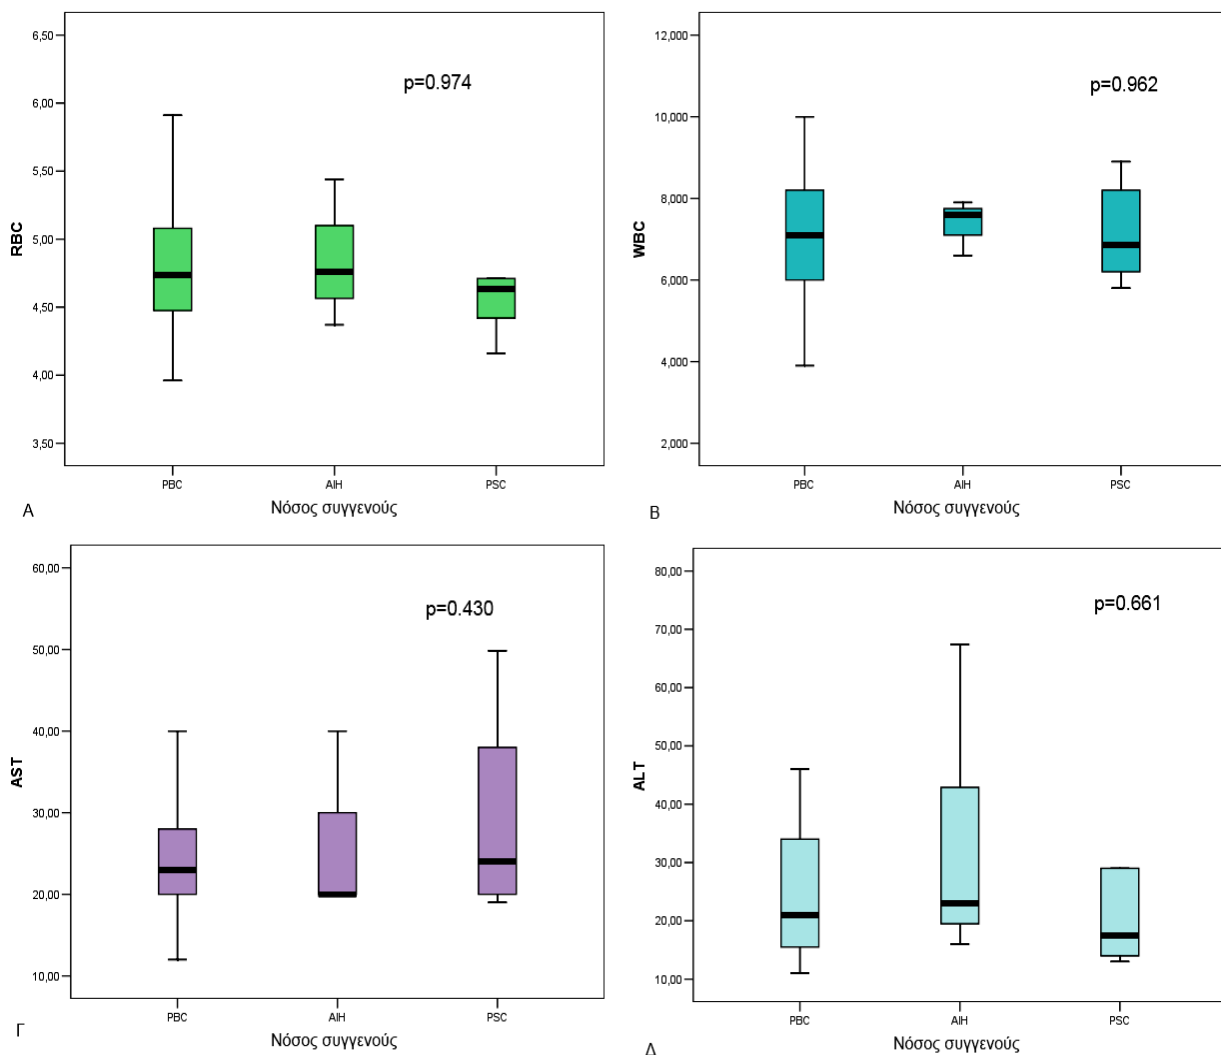 6,50
p=0.974
6,00
5,50
5,00
4,50
4,00
3,50
RBC
PBC
AIH
PSC
Νόσος συγγενούς
A
12,000
p=0.962
10,000
8,000
6,000
4,000
2,000
WBC
PBC
AIH
PSC
Νόσος συγγενούς
B
60,00
p=0.430
50,00
40,00
30,00
20,00
10,00
AST
PBC
AIH
PSC
Νόσος συγγενούς
Γ
80,00
p=0.661
70,00
60,00
50,00
40,00
30,00
20,00
10,00
ALT
PBC
AIH
PSC
Νόσος συγγενούς
Δ